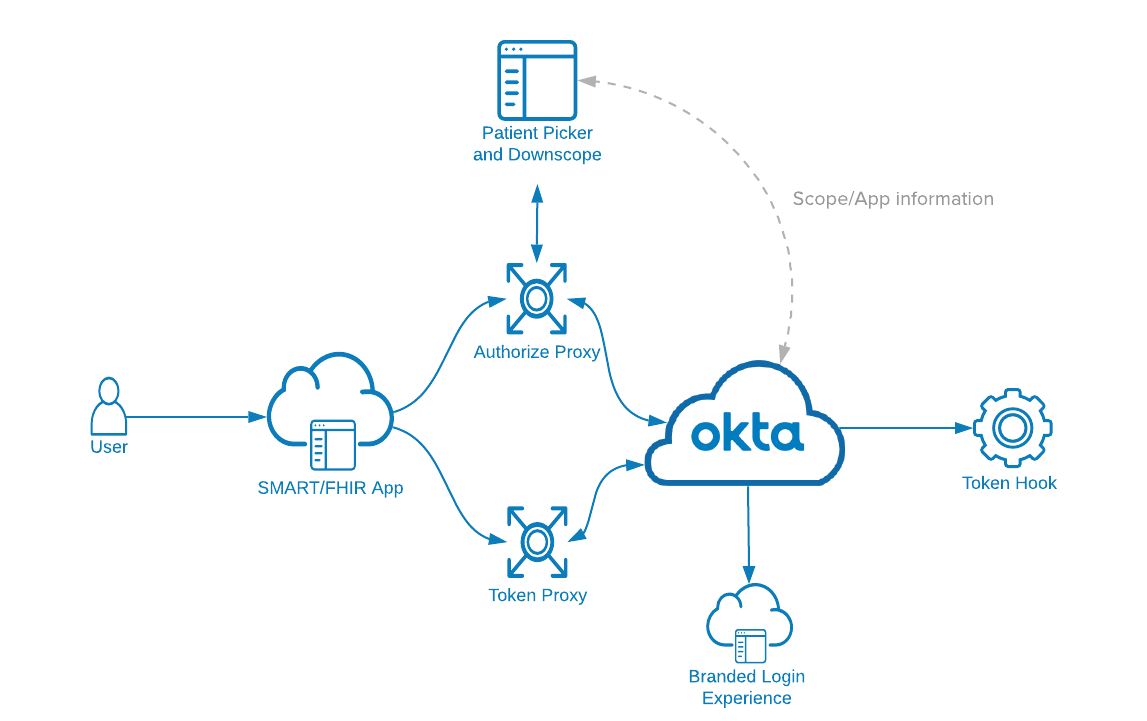 Patient Picker
and Downscope
Scope/App information
Authorize Proxy
okta
User
SMART/FHIR App
Token Hook
Token Proxy
Branded Login
Experience